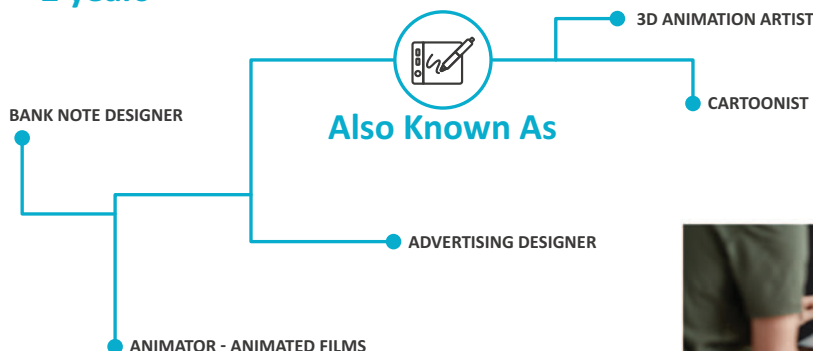 3D ANIMATION ARTIST
CARTOONIST
BANK NOTE DESIGNER
Also Known As
ADVERTISING DESIGNER
ANIMATOR - ANIMATED FILMS